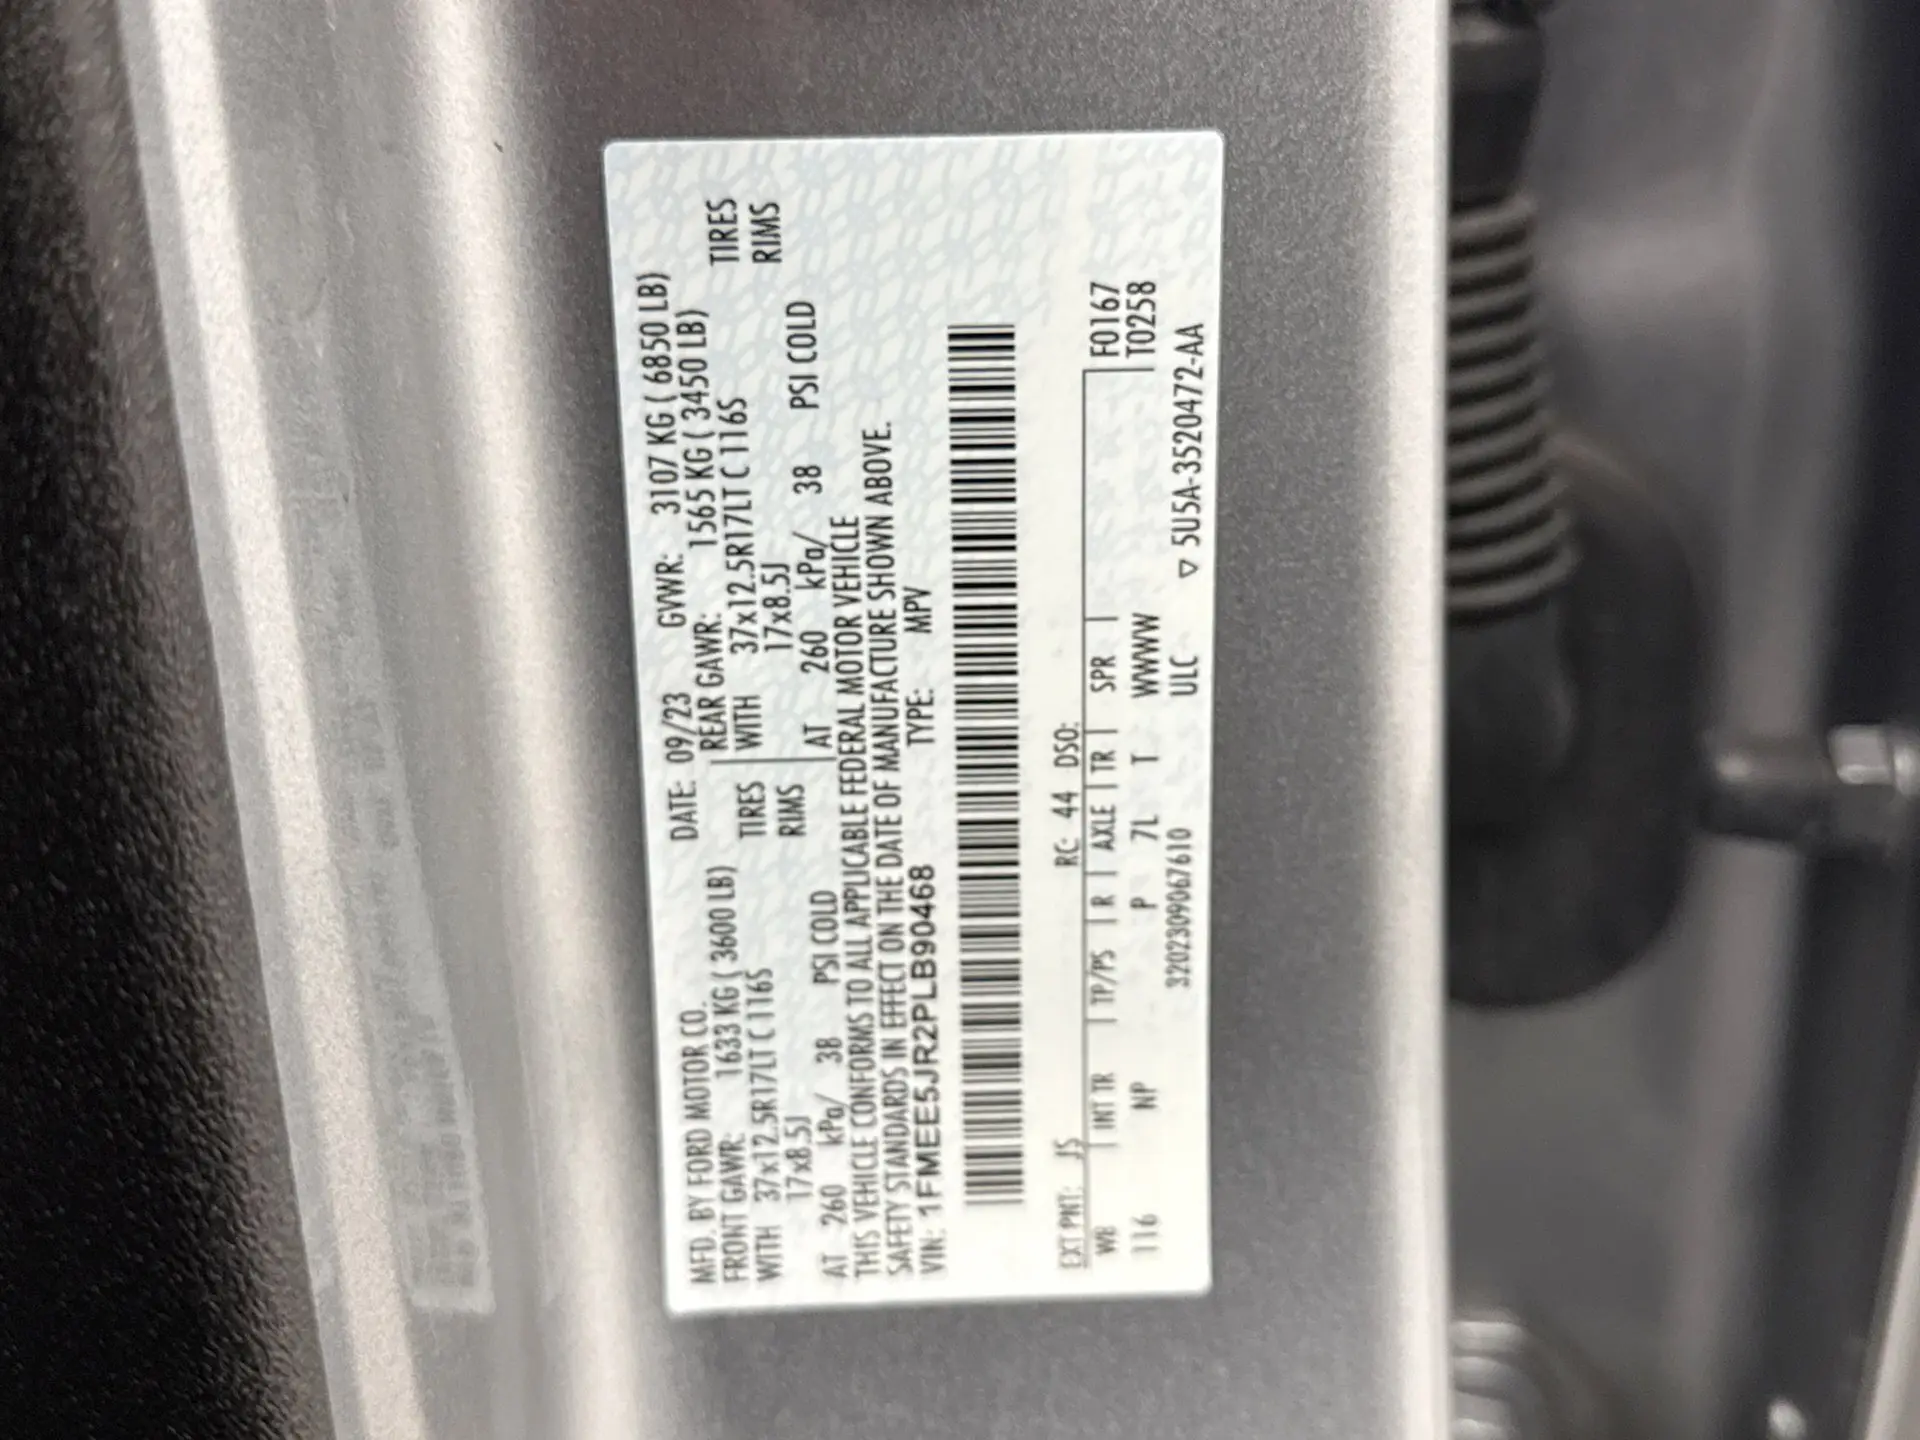 MFD. BY FORD MOTOR CO. DATE: 09/23 GVWR: 3107 KG ( 6850 LB)
FRONT GAWR: 1633 KG ( 3600 LB) REAR GAWR: 1565 KG ( 3450 LB)
WITH 37x12.5R17LT C 116S TIRES WITH 37x12.5R17LT C 116S TIRES
17x8.5J RIMS 17x8.5J RIMS
AT 260 kPa/ 38 PSI COLD AT 260 kPa/ 38 PSI COLD
THIS VEHICLE CONFORMS TO ALL APPLICABLE FEDERAL MOTOR VEHICLE
SAFETY STANDARDS IN EFFECT ON THE DATE OF MANUFACTURE SHOWN ABOVE.
VIN: 1FMEE5JR2PLB90468 TYPE: MPV
EXT PNT: JS RC: 44 DSO:
WB | INT TR | TP/PS | R | AXLE | TR | SPR | F0167
116 NP P 7L T WWWW T0258
3202309067610 ULC ▽ 5U5A-3520472-AA